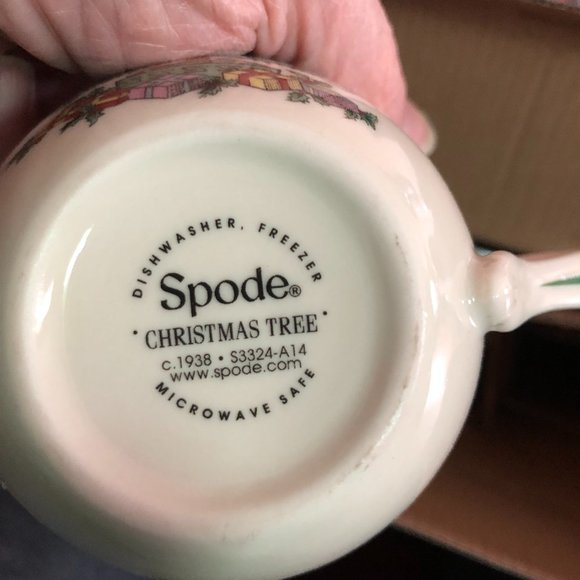 DISHWASHER, FREEZER
Spode®
· CHRISTMAS TREE ·
c.1938 • S3324-A14
www.spode.com
MICROWAVE SAFE